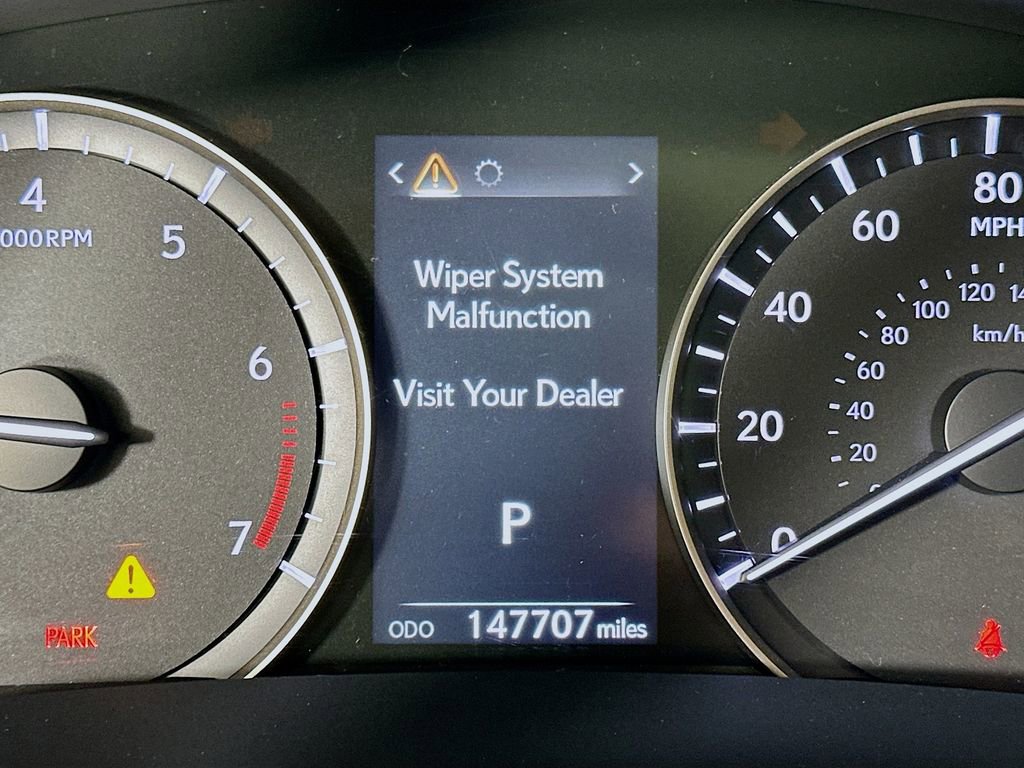 Wiper System
Malfunction
Visit Your Dealer
P
ODO 147707 miles
4
5
6
7
000RPM
PARK
0
20
40
60
80
MPH
20
40
60
80
100
120
km/h